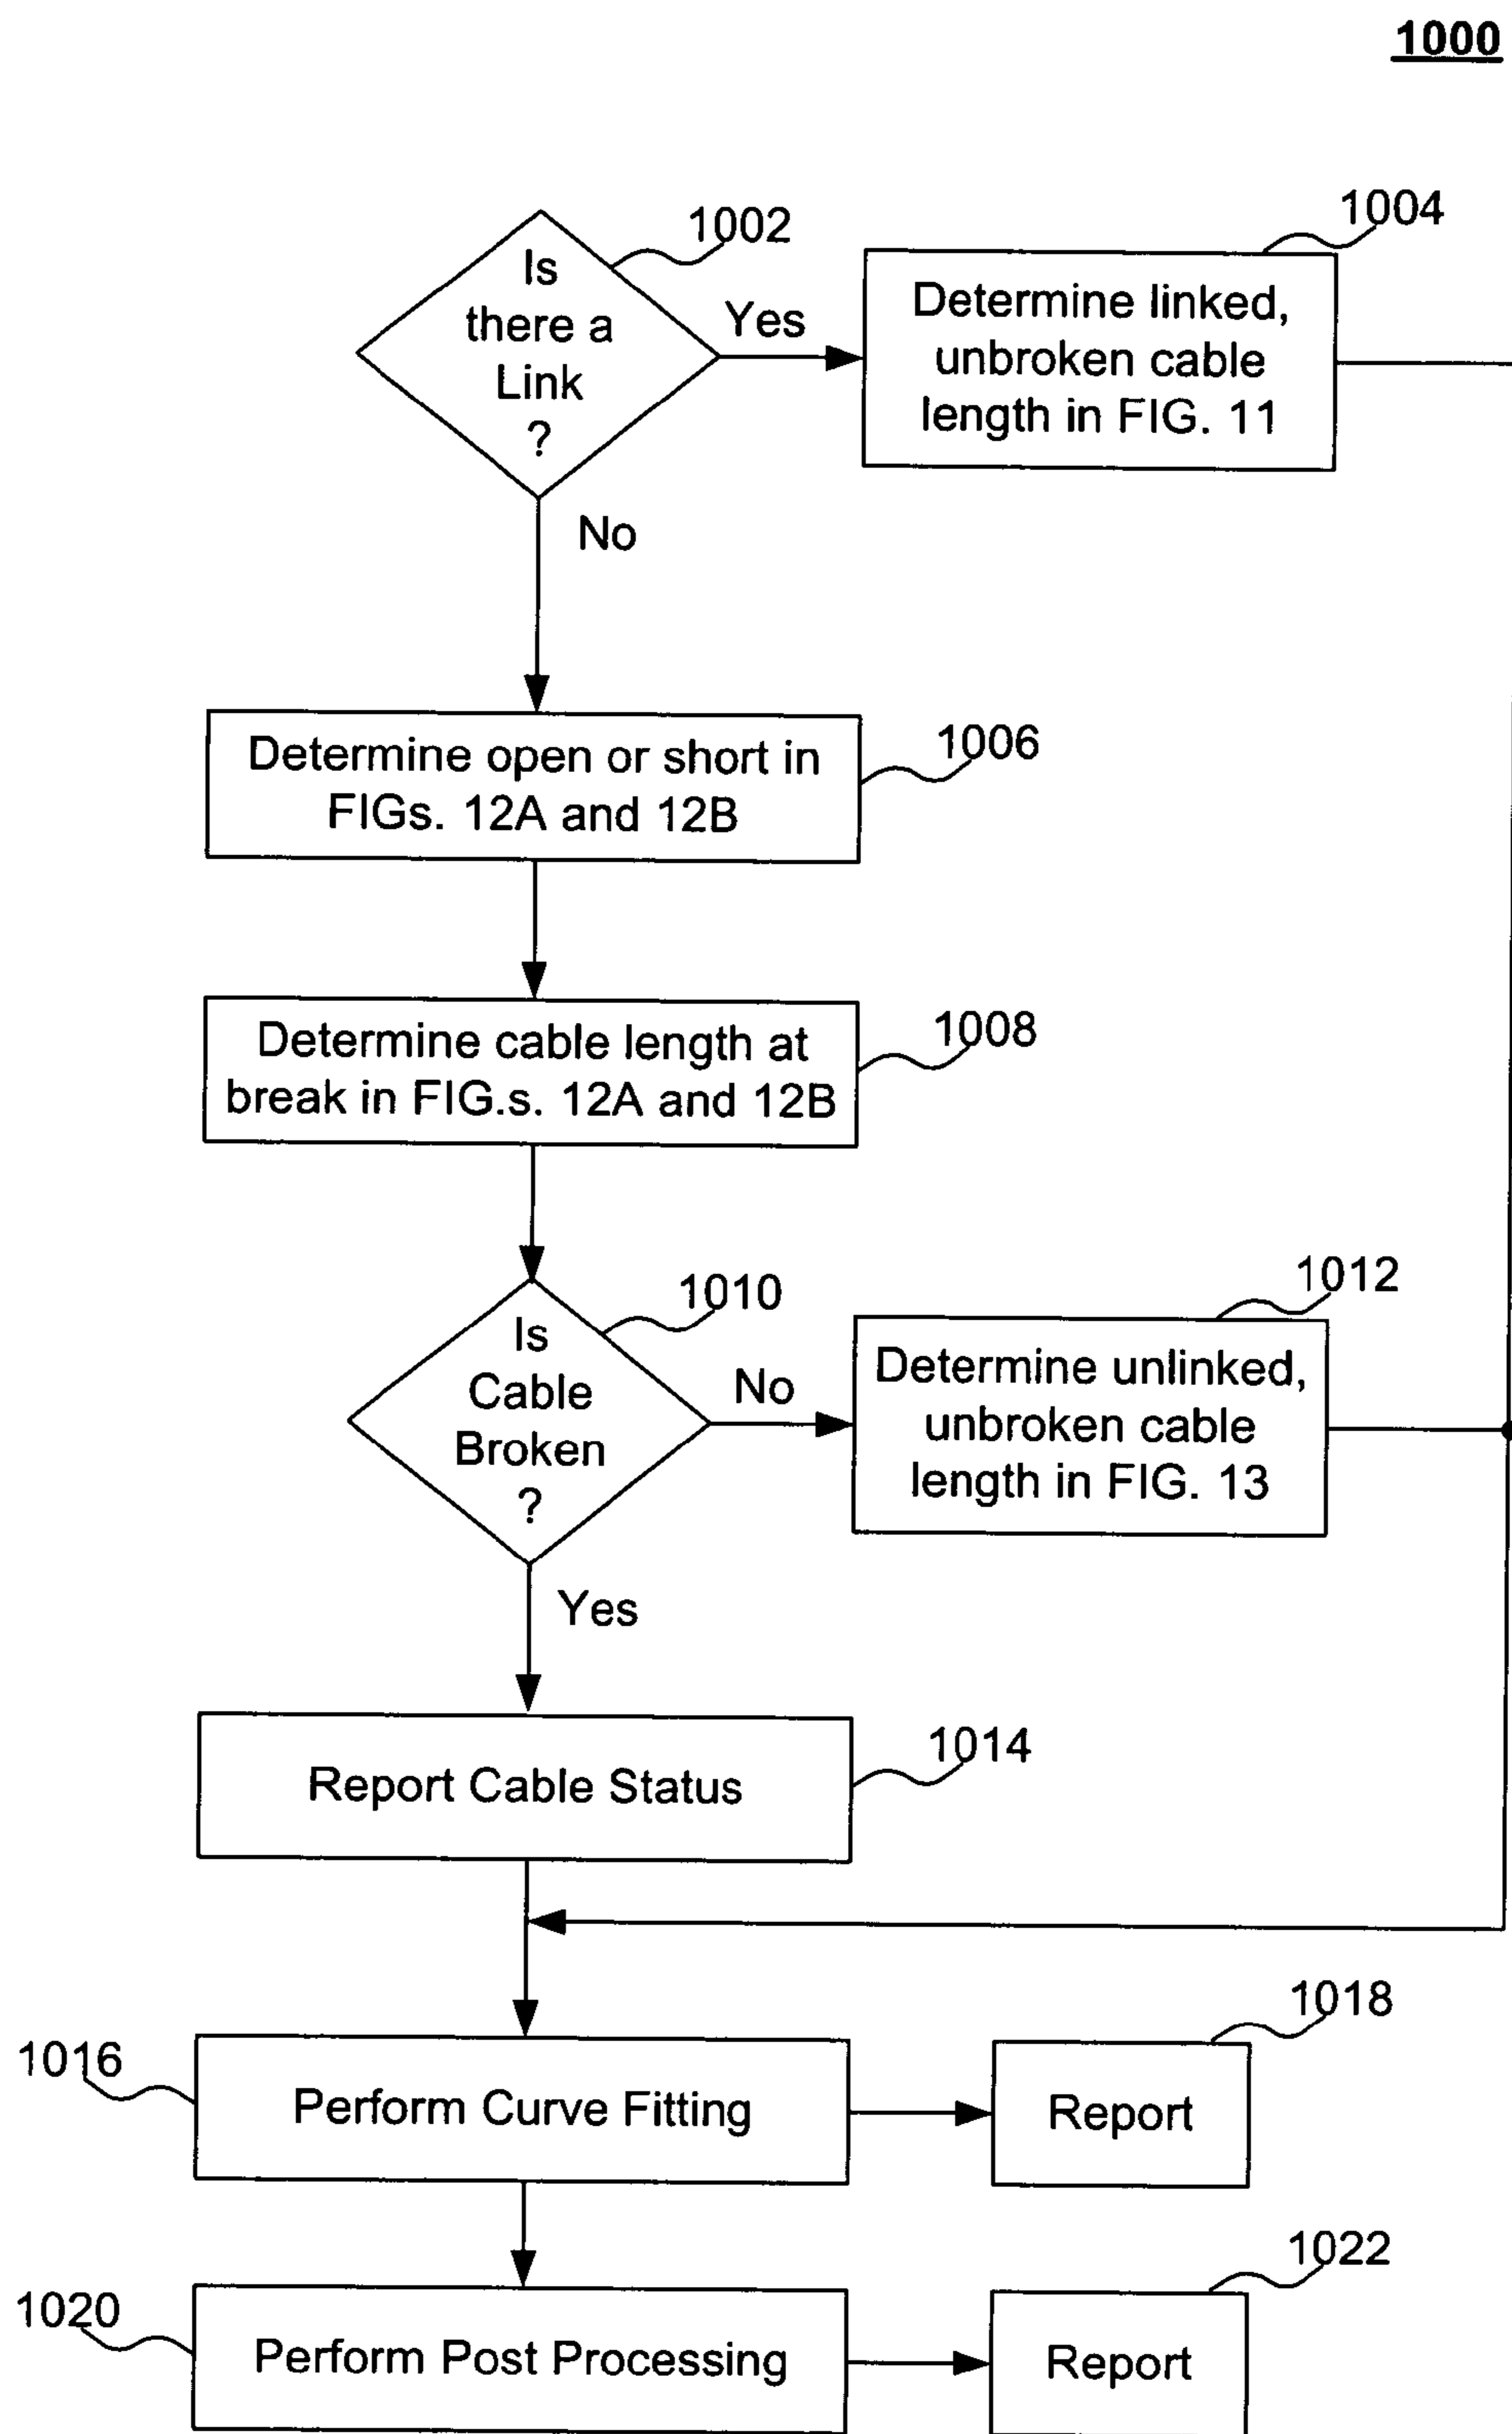 1000
1002
Is
there a
Link
?
Yes
1004
Determine linked,
unbroken cable
length in FIG. 11
No
1006
Determine open or short in
FIGs. 12A and 12B
1008
Determine cable length at
break in FIG.s. 12A and 12B
1010
Is
Cable
Broken
?
No
1012
Determine unlinked,
unbroken cable
length in FIG. 13
Yes
1014
Report Cable Status
1016
Perform Curve Fitting
1018
Report
1020
Perform Post Processing
1022
Report